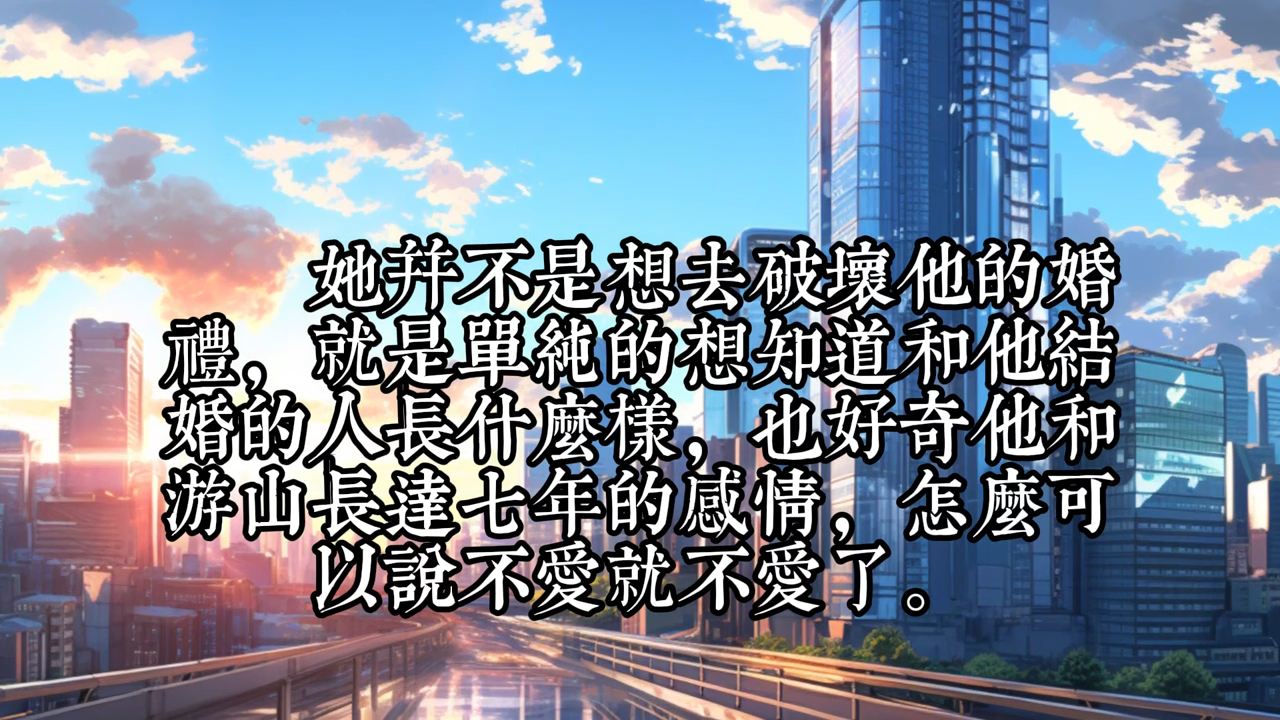 她并不是想去破壞他的婚
禮，就是單純的想知道和他結
婚的人長什麼樣，也好奇他和
游山長達七年的感情，怎麼可
以說不愛就不愛了。